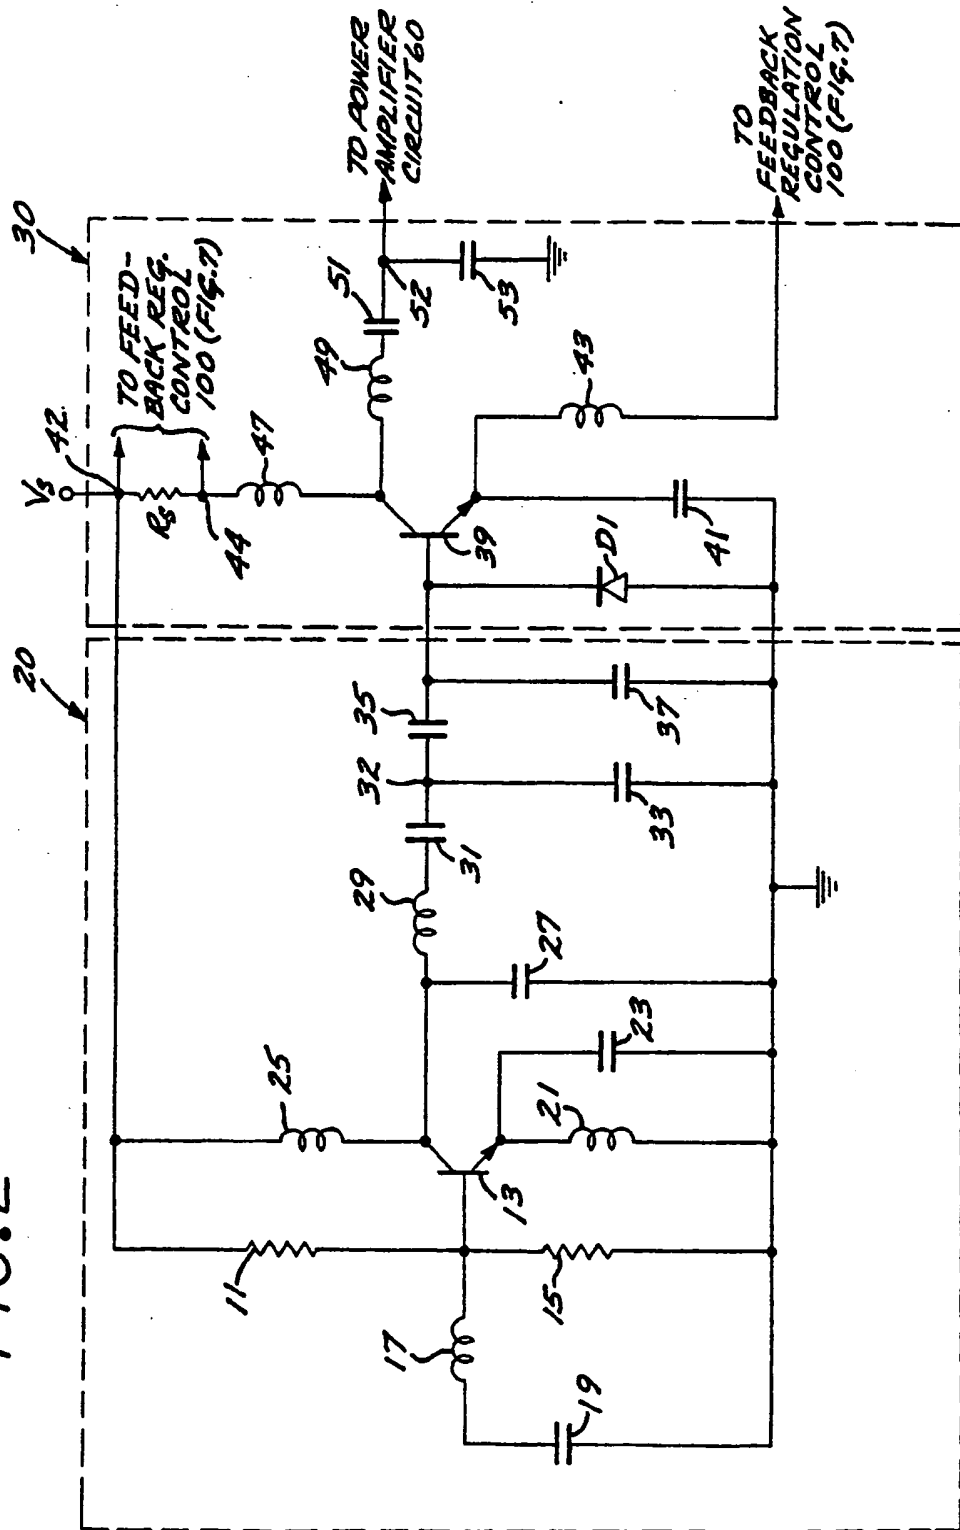 30
20
Vs
42
TO FEED-
BACK REG.
CONTROL
100 (FIG.7)
Rs
44
47
49
51
52
53
TO POWER
AMPLIFIER
CIRCUIT 60
39
43
D1
41
TO
FEEDBACK
REGULATION
CONTROL
100 (FIG.7)
25
29
31
32
35
33
37
27
23
21
13
11
15
17
19